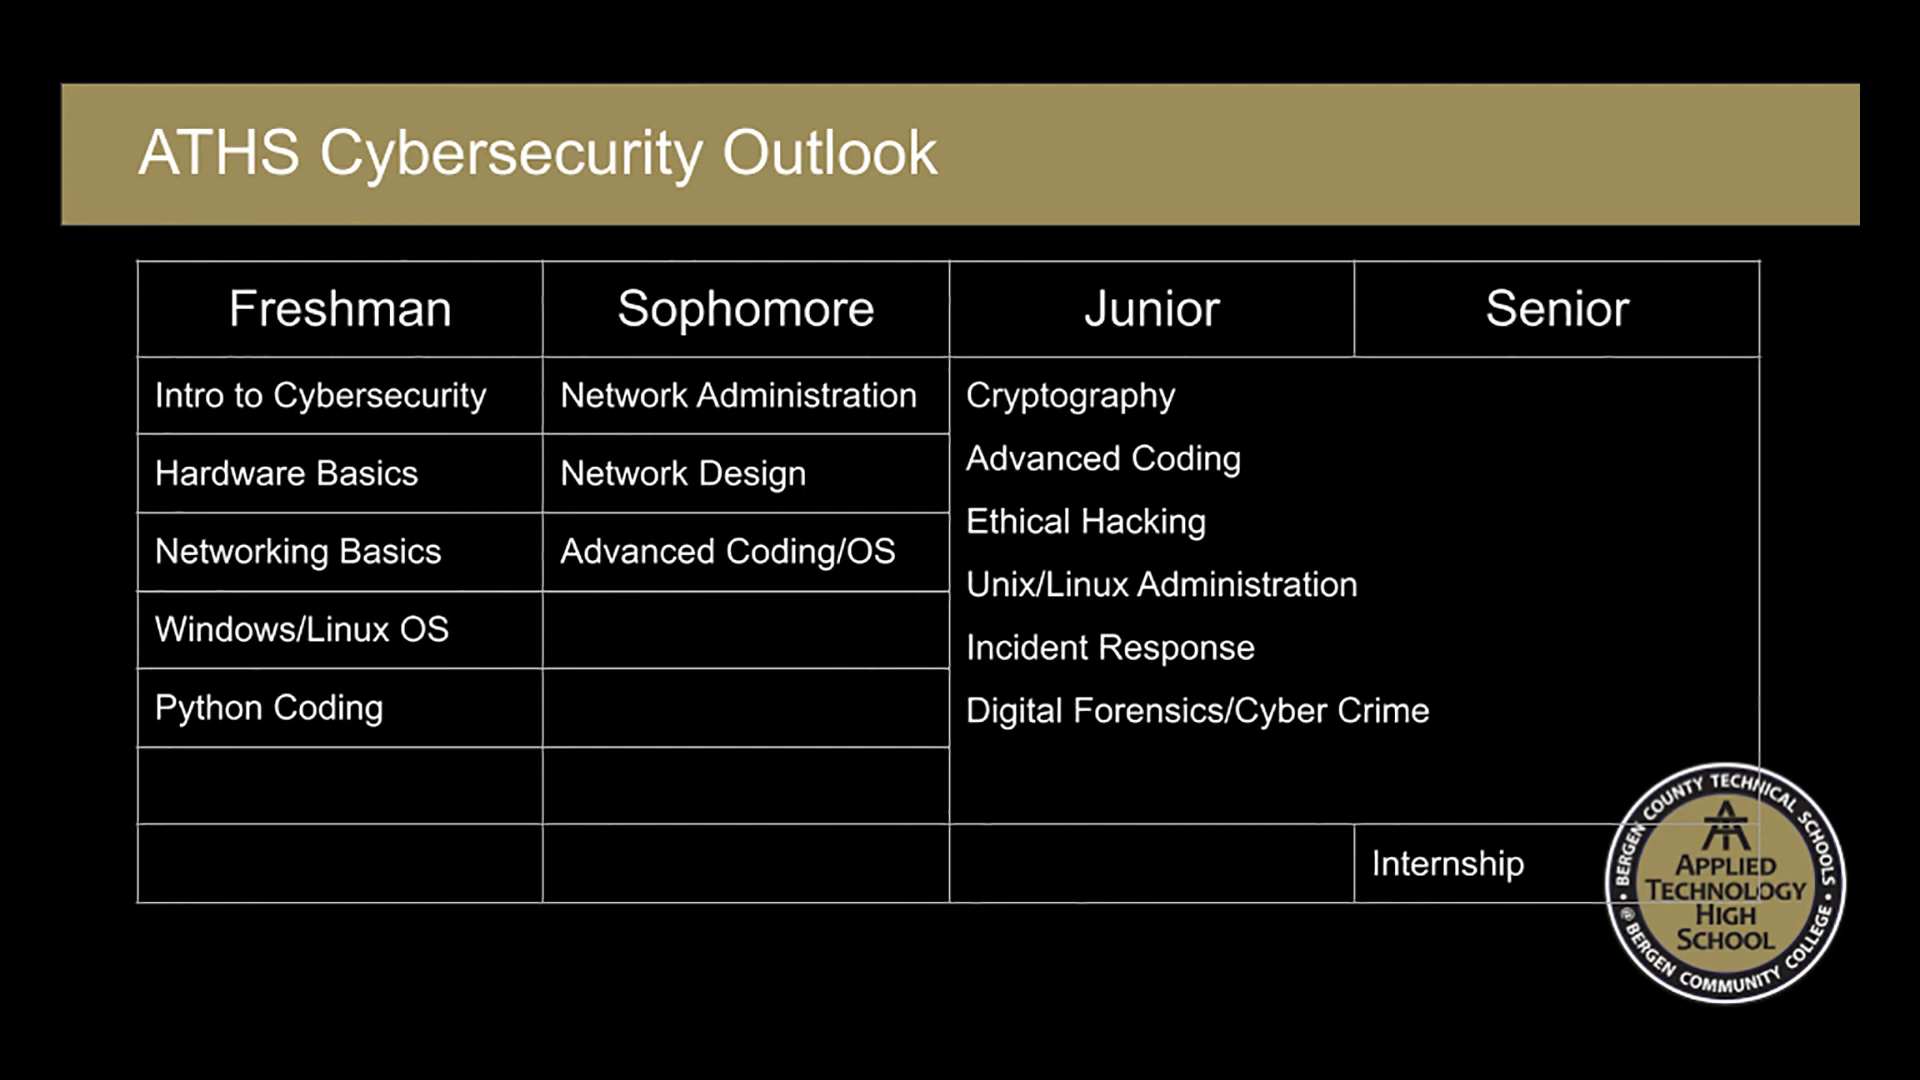 ATHS Cybersecurity Outlook
Freshman Sophomore Junior Senior
Intro to Cybersecurity Network Administration Cryptography
Advanced Coding
Hardware Basics Network Design
Ethical Hacking
Networking Basics Advanced Coding/OS
Unix/Linux Administration
Windows/Linux OS
Incident Response
Python Coding
Digital Forensics/Cyber Crime
Internship
BERGEN COUNTY TECHNICAL SCHOOLS
APPLIED
TECHNOLOGY
HIGH
SCHOOL
@ BERGEN COMMUNITY COLLEGE